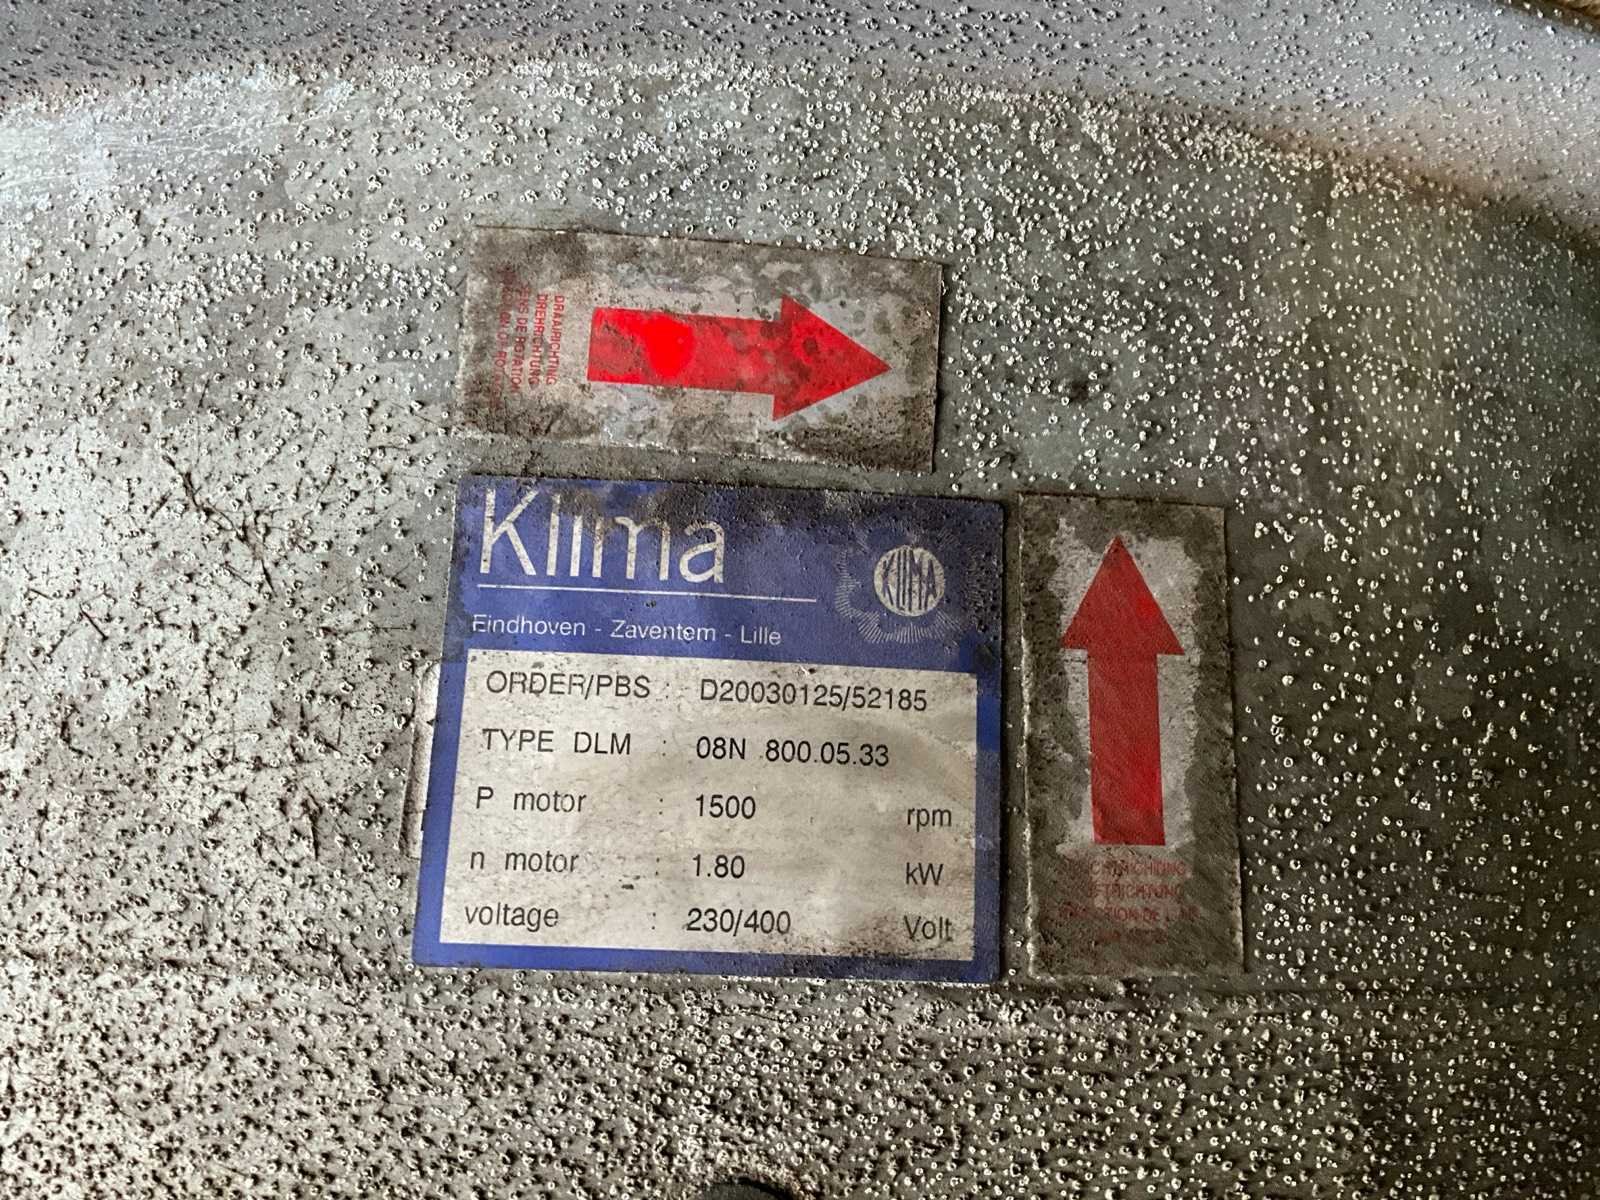 DRAAIRICHTING
DREHRICHTUNG
SENS DE ROTATION
Klima
KLIMA
Eindhoven - Zaventem - Lille
ORDER/PBS : D20030125/52185
TYPE DLM : 08N 800.05.33
P motor : 1500 rpm
n motor : 1.80 kW
voltage : 230/400 Volt